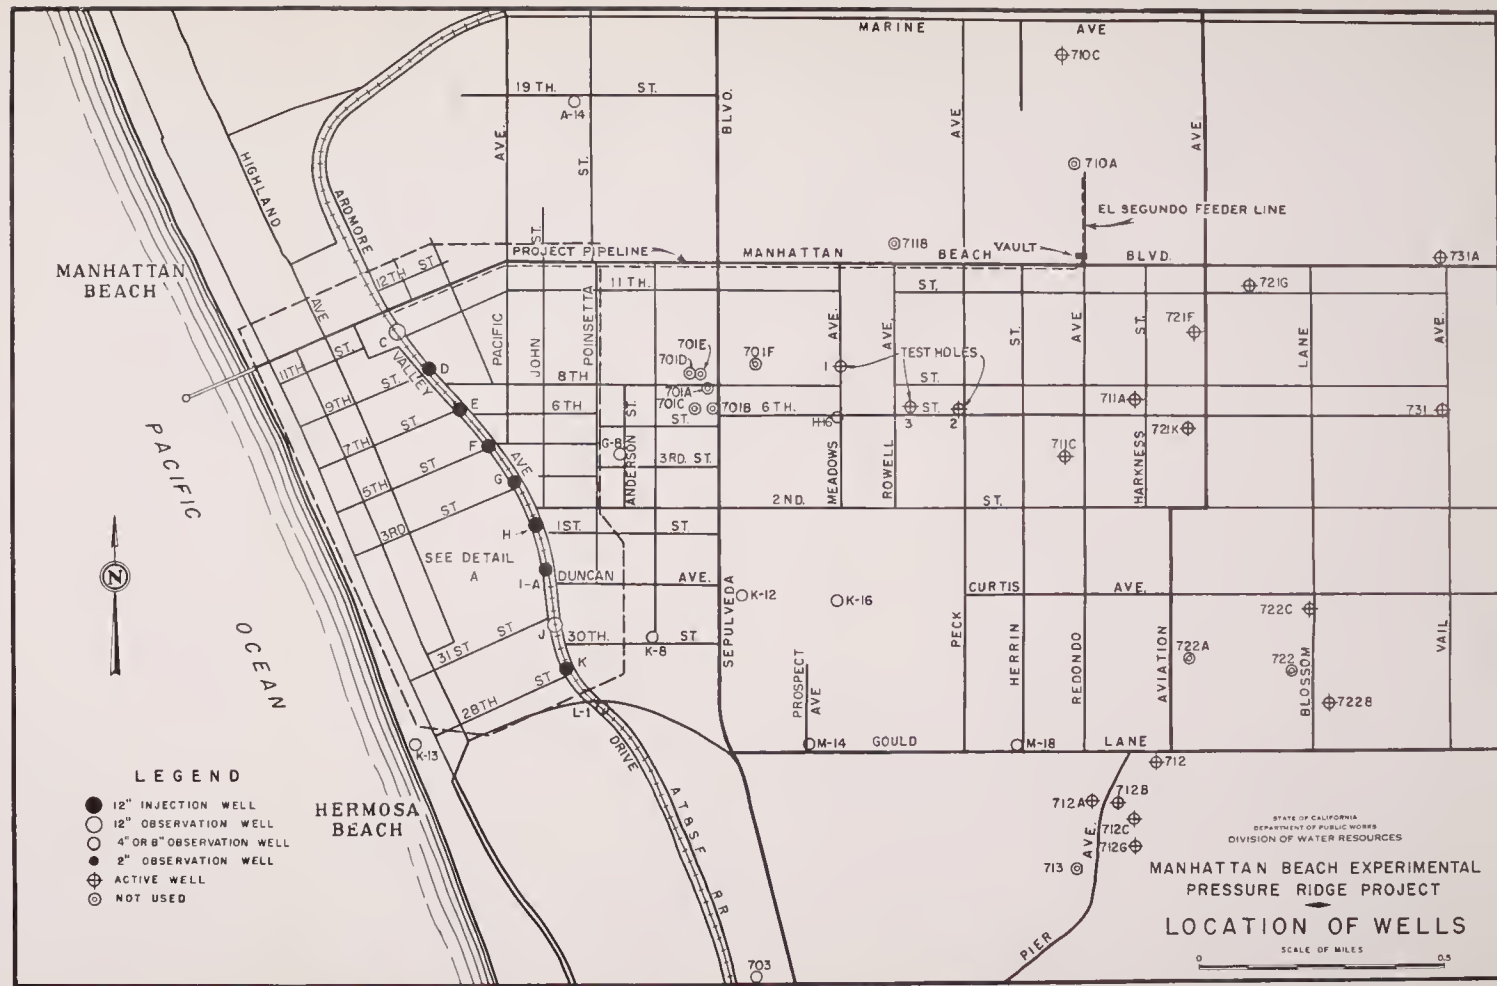 MARINE AVE
710C
19TH. ST.
A-14
AVE.
ST.
BLVD.
AVE
AVE
HIGHLAND
ARDMORE
710A
EL SEGUNDO FEEDER LINE
ST.
711B
PROJECT PIPELINE
MANHATTAN BEACH BLVD.
VAULT
731A
MANHATTAN
BEACH
12TH ST.
11TH. ST.
721G
AVE
C
VALLEY
PACIFIC
JOHN
POINSETTA
701E
701D
701F
AVE.
AVE.
1
TEST HOLES
ST.
AVE
ST.
721F
LANE
AVE.
11TH ST.
D
8TH ST.
701A
9TH ST.
E
6TH ST.
701C
701B
6TH. ST.
H-16
3
2
711A
731
7TH ST
F
AVE
ANDERSON ST.
G-8
711C
721K
PACIFIC
5TH ST
G
3RD. ST.
MEADOWS
ROWELL
HARKNESS
2ND. ST.
3RD ST
H
1ST. ST.
SEE DETAIL
A
N
I-A
DUNCAN AVE.
SEPULVEDA
K-12
K-16
CURTIS AVE.
722C
OCEAN
J
30TH. ST
K-8
PECK
HERRIN
REDONDO
AVIATION
722A
722
BLOSSOM
VAIL
31ST ST
K
PROSPECT
AVE
722B
28TH ST
L-1
DRIVE
K-13
M-14
GOULD LANE
M-18
712
LEGEND
12" INJECTION WELL
12" OBSERVATION WELL
4" OR 8" OBSERVATION WELL
2" OBSERVATION WELL
ACTIVE WELL
NOT USED
HERMOSA
BEACH
A T & S F RR
703
712A
712B
712C
712G
713
PIER AVE.
STATE OF CALIFORNIA
DEPARTMENT OF PUBLIC WORKS
DIVISION OF WATER RESOURCES
MANHATTAN BEACH EXPERIMENTAL
PRESSURE RIDGE PROJECT
LOCATION OF WELLS
SCALE OF MILES
0 0.5